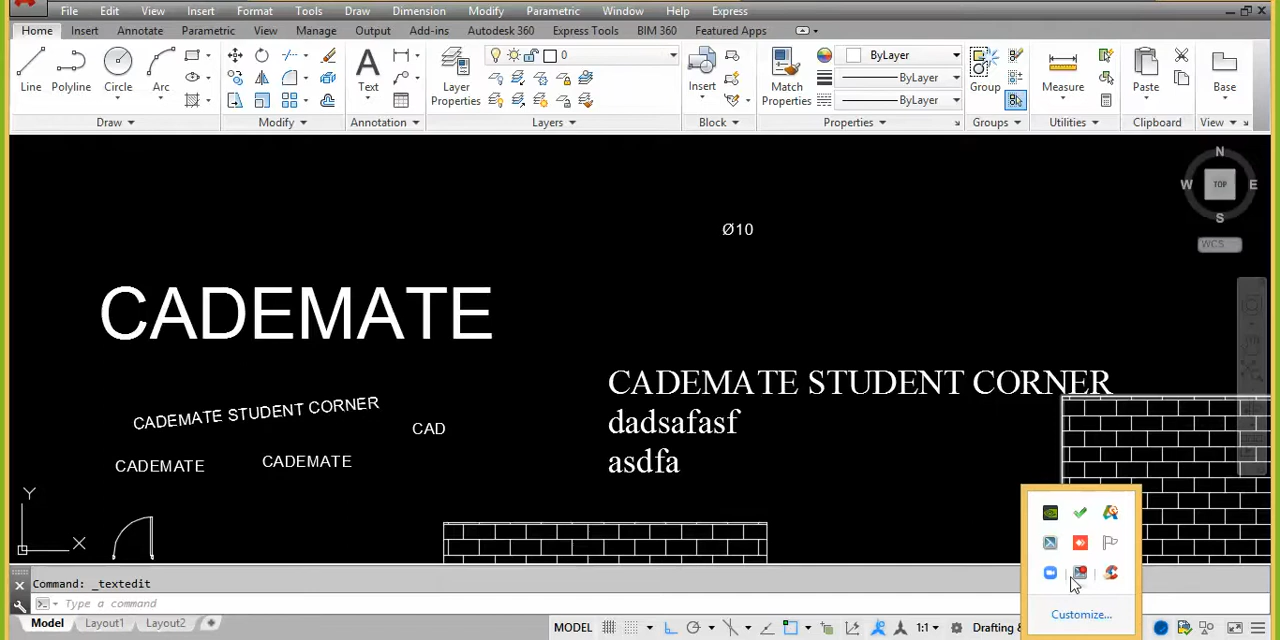 File Edit View Insert Format Tools Draw Dimension Modify Parametric Window Help Express
Home Insert Annotate Parametric View Manage Output Add-ins Autodesk 360 Express Tools BIM 360 Featured Apps
ByLayer
0
ByLayer
ByLayer
Line Polyline Circle Arc Text Layer Properties Insert Match Properties Group Measure Paste Base
Draw Modify Annotation Layers Block Properties Groups Utilities Clipboard View
N
W TOP E
S
WCS
Ø10
CADEMATE
CADEMATE STUDENT CORNER
dadsafasf
asdfa
CADEMATE STUDENT CORNER
CAD
CADEMATE CADEMATE
Y
X
Command: _textedit
Type a command
Customize...
Model Layout1 Layout2 MODEL 1:1 Drafting &